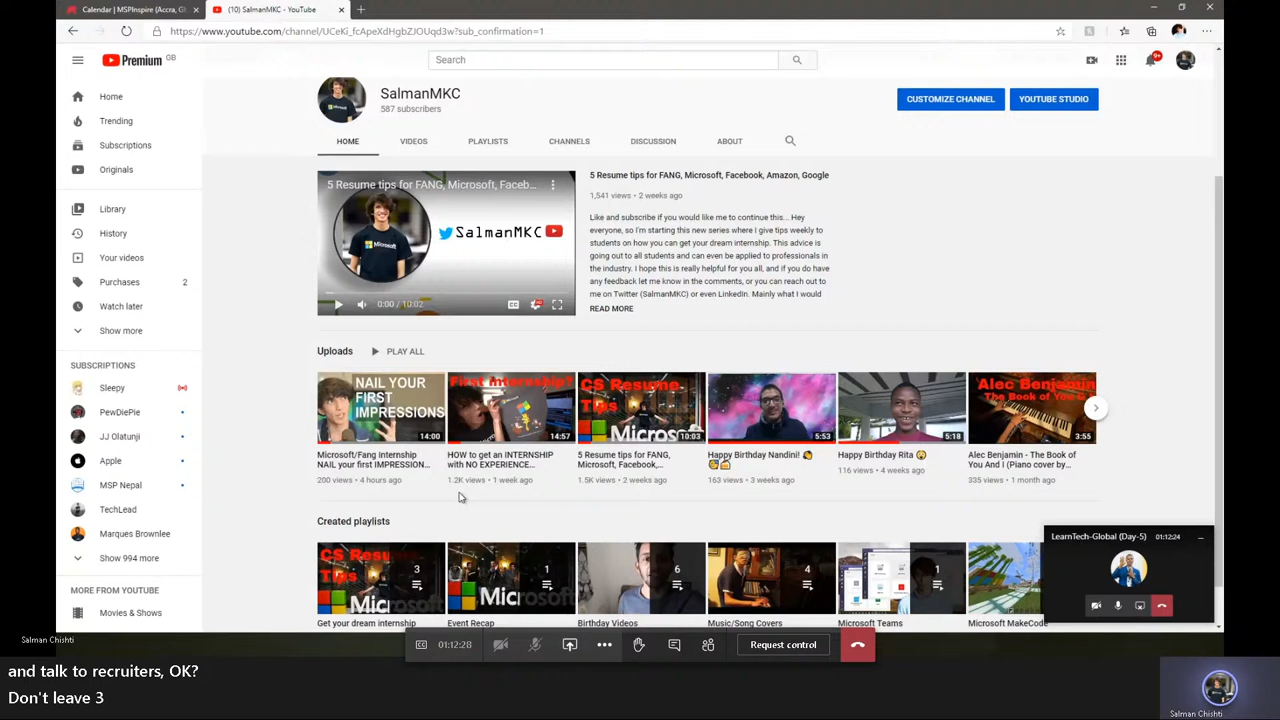 Calendar | MSPInspire (Accra, G
(10) SalmanMKC - YouTube
https://www.youtube.com/channel/UCeKi_fcApeXdHgbZJOUqd3w?sub_confirmation=1
Premium GB
Search
9+
Home
Trending
Subscriptions
Originals
Library
History
Your videos
Purchases 2
Watch later
Show more
SUBSCRIPTIONS
Sleepy
PewDiePie
JJ Olatunji
Apple
MSP Nepal
TechLead
Marques Brownlee
Show 994 more
MORE FROM YOUTUBE
Movies & Shows
SalmanMKC
587 subscribers
CUSTOMIZE CHANNEL
YOUTUBE STUDIO
HOME
VIDEOS
PLAYLISTS
CHANNELS
DISCUSSION
ABOUT
5 Resume tips for FANG, Microsoft, Faceb...
SalmanMKC
Microsoft
0:00 / 10:02
5 Resume tips for FANG, Microsoft, Facebook, Amazon, Google
1,541 views • 2 weeks ago
Like and subscribe if you would like me to continue this... Hey
everyone, so I'm starting this new series where I give tips weekly to
students on how you can get your dream internship. This advice is
going out to all students and can even be applied to professionals in
the industry. I hope this is really helpful for you all, and if you do have
any feedback let me know in the comments, or you can reach out to
me on Twitter (SalmanMKC) or even LinkedIn. Mainly what I would
READ MORE
Uploads
PLAY ALL
NAIL YOUR
FIRST
IMPRESSIONS
14:00
Microsoft/Fang Internship
NAIL your first IMPRESSION...
200 views • 4 hours ago
First Internship?
14:57
HOW to get an INTERNSHIP
with NO EXPERIENCE...
1.2K views • 1 week ago
CS Resume
Tips
Microsoft
10:03
5 Resume tips for FANG,
Microsoft, Facebook,...
1.5K views • 2 weeks ago
5:53
Happy Birthday Nandini!
163 views • 3 weeks ago
5:18
Happy Birthday Rita
116 views • 4 weeks ago
Alec Benjamin
The Book of You & I
3:55
Alec Benjamin - The Book of
You And I (Piano cover by...
335 views • 1 month ago
Created playlists
CS Resume
Tips
Microsoft
3
Get your dream internship
Microsoft
1
Event Recap
6
Birthday Videos
4
Music/Song Covers
1
Microsoft Teams
Microsoft MakeCode
LearnTech-Global (Day-5) 01:12:24
Salman Chishti
01:12:28
Request control
and talk to recruiters, OK?
Don't leave 3
Salman Chishti